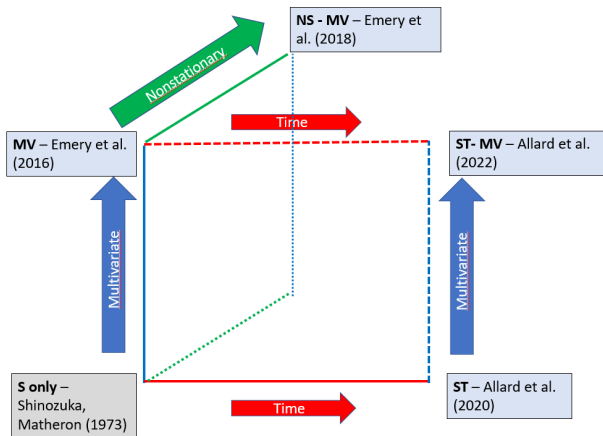 NS - MV – Emery et
al. (2018)
Nonstationary
Time
MV – Emery et al.
(2016)
ST- MV – Allard et al.
(2022)
Multivariate
Multivariate
S only –
Shinozuka,
Matheron (1973)
Time
ST – Allard et al.
(2020)